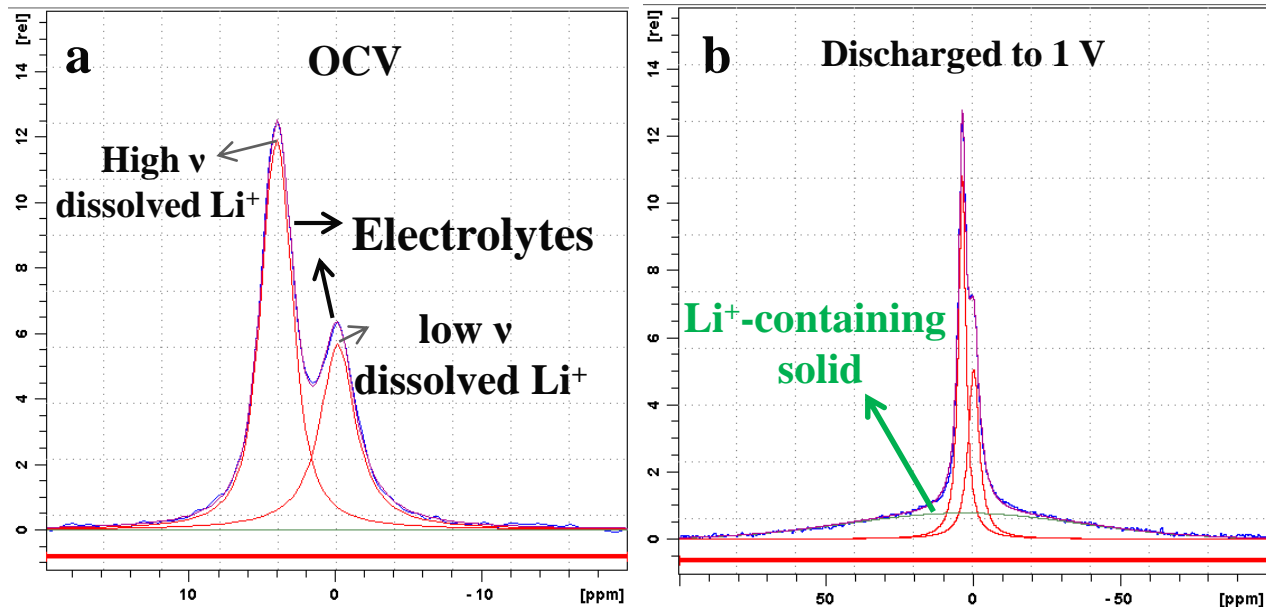 [rel]
a
OCV
14
12
10
8
6
4
2
0
High ν
dissolved Li⁺
Electrolytes
low ν
dissolved Li⁺
10
0
- 10
[ppm]
[rel]
b
Discharged to 1 V
14
12
10
8
6
4
2
0
Li⁺-containing
solid
50
0
- 50
[ppm]